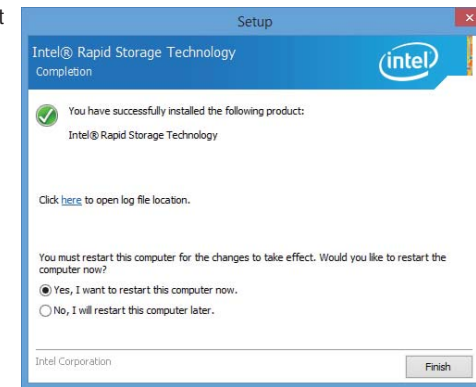 t
Setup
Intel® Rapid Storage Technology
Completion
intel
You have successfully installed the following product:
Intel® Rapid Storage Technology
Click here to open log file location.
You must restart this computer for the changes to take effect. Would you like to restart the
computer now?
Yes, I want to restart this computer now.
No, I will restart this computer later.
Intel Corporation
Finish